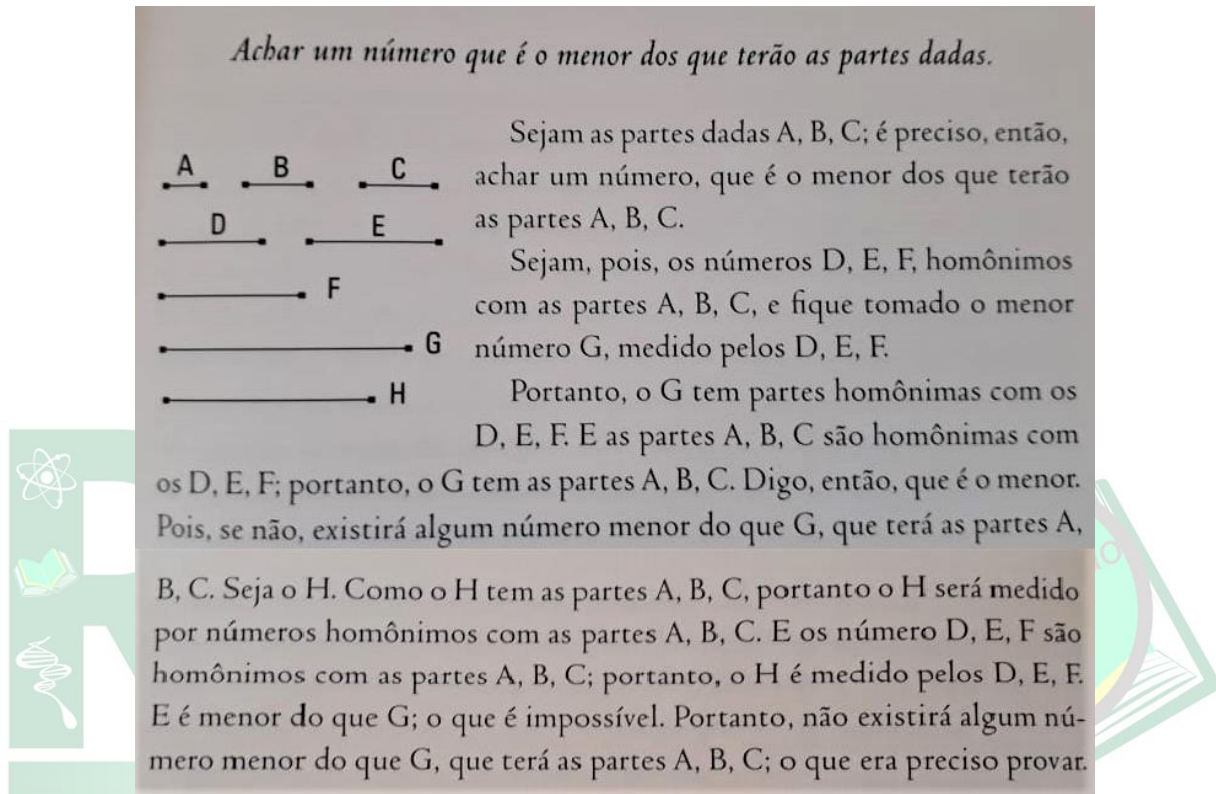 Achar um número que é o menor dos que terão as partes dadas.
Sejam as partes dadas A, B, C; é preciso, então,
achar um número, que é o menor dos que terão
as partes A, B, C.
Sejam, pois, os números D, E, F, homônimos
com as partes A, B, C, e fique tomado o menor
número G, medido pelos D, E, F.
Portanto, o G tem partes homônimas com os
D, E, F. E as partes A, B, C são homônimas com
os D, E, F; portanto, o G tem as partes A, B, C. Digo, então, que é o menor.
Pois, se não, existirá algum número menor do que G, que terá as partes A,
B, C. Seja o H. Como o H tem as partes A, B, C, portanto o H será medido
por números homônimos com as partes A, B, C. E os número D, E, F são
homônimos com as partes A, B, C; portanto, o H é medido pelos D, E, F.
E é menor do que G; o que é impossível. Portanto, não existirá algum nú-
mero menor do que G, que terá as partes A, B, C; o que era preciso provar.
A B C
D E
F
G
H